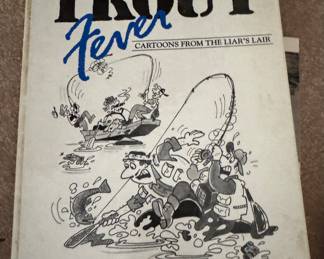 TROUT
Fever
CARTOONS FROM THE LIAR'S LAIR